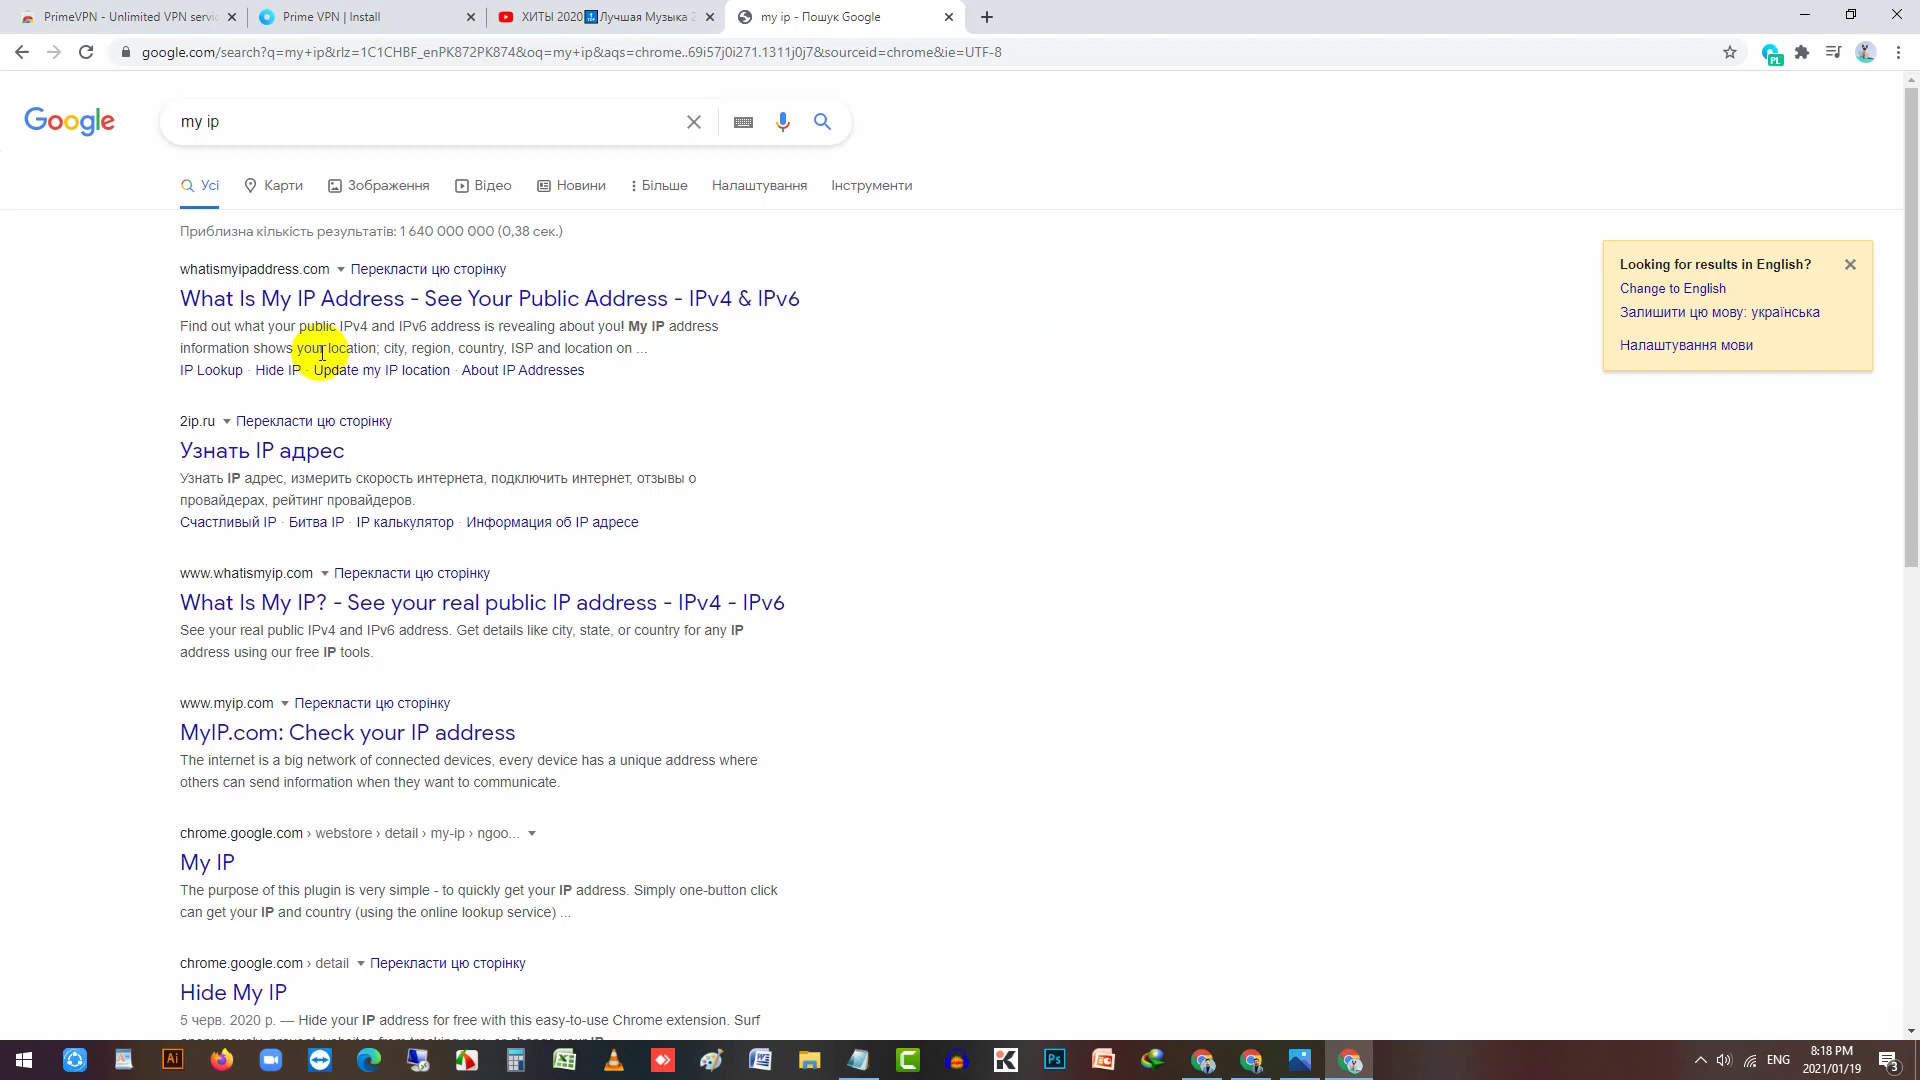 PrimeVPN - Unlimited VPN servi
Prime VPN | Install
ХИТЫ 2020 Лучшая Музыка
my ip - Пошук Google
google.com/search?q=my+ip&rlz=1C1CHBF_enPK872PK874&oq=my+ip&aqs=chrome..69i57j0i271.1311j0j7&sourceid=chrome&ie=UTF-8
PL
Google
my ip
Усі Карти Зображення Відео Новини Більше Налаштування Інструменти
Приблизна кількість результатів: 1 640 000 000 (0,38 сек.)
whatismyipaddress.com Перекласти цю сторінку
What Is My IP Address - See Your Public Address - IPv4 & IPv6
Find out what your public IPv4 and IPv6 address is revealing about you! My IP address
information shows your location; city, region, country, ISP and location on ...
IP Lookup · Hide IP · Update my IP location · About IP Addresses
2ip.ru Перекласти цю сторінку
Узнать IP адрес
Узнать IP адрес, измерить скорость интернета, подключить интернет, отзывы о
провайдерах, рейтинг провайдеров.
Счастливый IP · Битва IP · IP калькулятор · Информация об IP адресе
www.whatismyip.com Перекласти цю сторінку
What Is My IP? - See your real public IP address - IPv4 - IPv6
See your real public IPv4 and IPv6 address. Get details like city, state, or country for any IP
address using our free IP tools.
www.myip.com Перекласти цю сторінку
MyIP.com: Check your IP address
The internet is a big network of connected devices, every device has a unique address where
others can send information when they want to communicate.
chrome.google.com › webstore › detail › my-ip › ngoo...
My IP
The purpose of this plugin is very simple - to quickly get your IP address. Simply one-button click
can get your IP and country (using the online lookup service) ...
chrome.google.com › detail Перекласти цю сторінку
Hide My IP
5 черв. 2020 р. — Hide your IP address for free with this easy-to-use Chrome extension. Surf
Looking for results in English?
Change to English
Залишити цю мову: українська
Налаштування мови
Ai
Ps
ENG
8:18 PM
2021/01/19
3